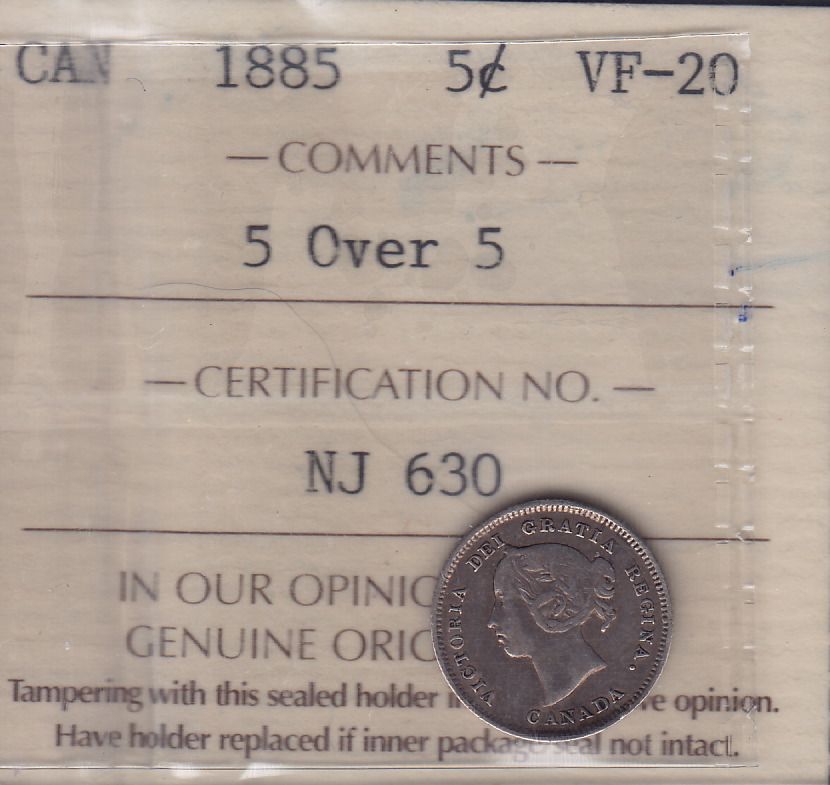 CAN 1885 5¢ VF-20
— COMMENTS —
5 Over 5
— CERTIFICATION NO. —
NJ 630
IN OUR OPINIO
GENUINE ORIG
Tampering with this sealed holder in ve opinion.
Have holder replaced if inner package seal not intact.
VICTORIA DEI GRATIA REGINA.
CANADA